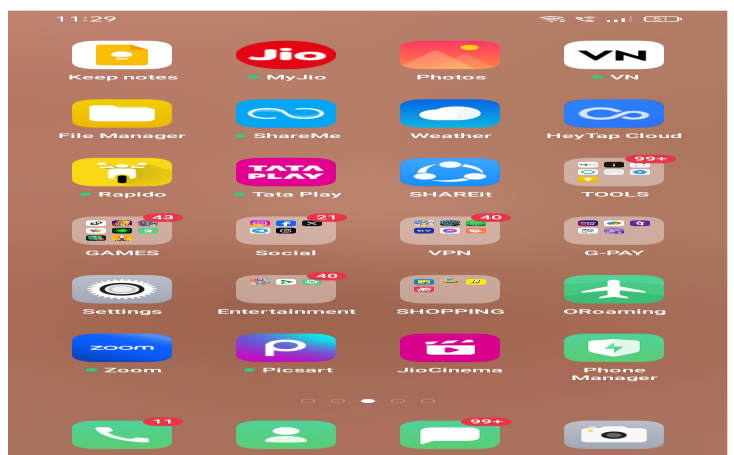 11:29
51
Keep notes
Jio
MyJio
Photos
VN
VN
File Manager
ShareMe
Weather
HeyTap Cloud
Rapido
TATA
PLAY
Tata Play
SHAREit
99+
TOOLS
43
GAMES
21
Social
40
VPN
G-PAY
Settings
40
Entertainment
SHOPPING
ORoaming
zoom
Zoom
P
Picsart
JioCinema
Phone
Manager
11
99+